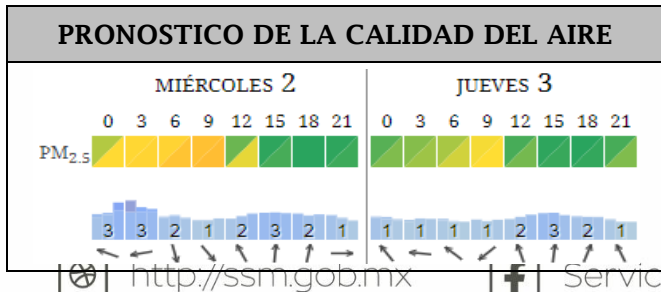 PRONOSTICO DE LA CALIDAD DEL AIRE
MIÉRCOLES 2 JUEVES 3
0 3 6 9 12 15 18 21 0 3 6 9 12 15 18 21
PM2.5
3 3 2 1 2 3 2 1 1 1 1 1 2 3 2 1
http://ssm.gob.mx Servic